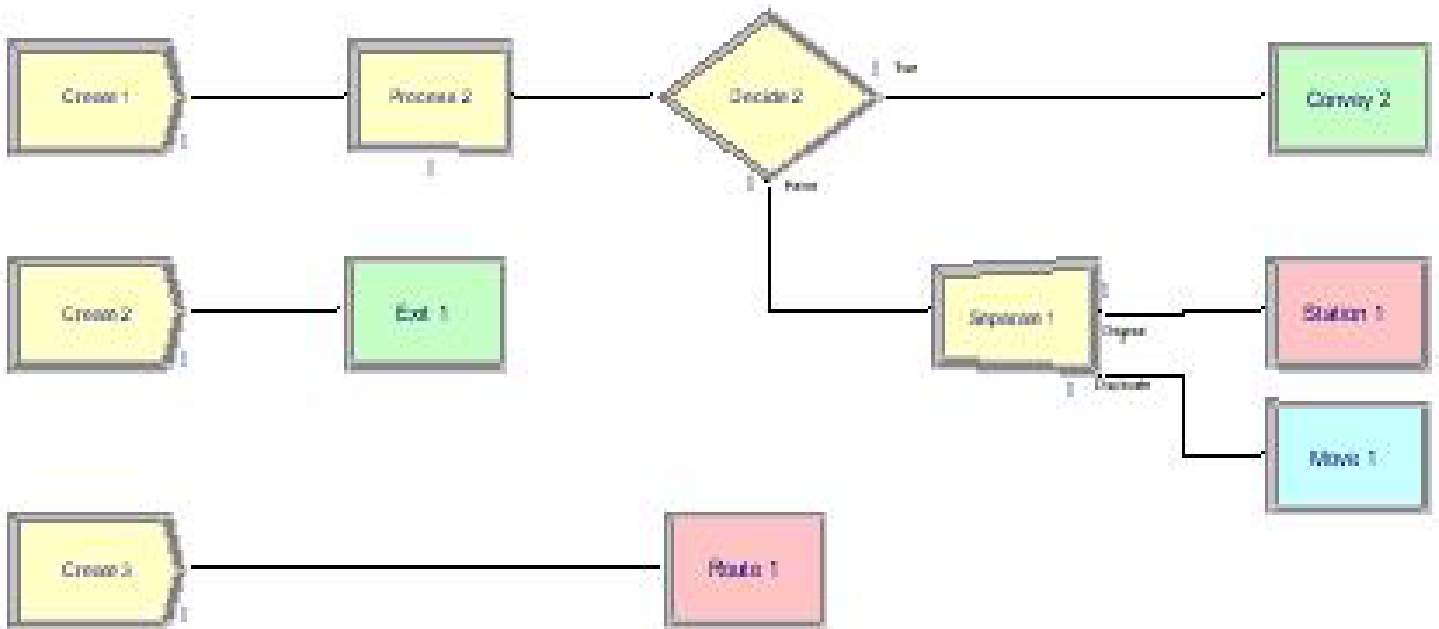 Create 1
Process 2
Decide 2
True
Convey 2
False
Create 2
Exit 1
Separate 1
Station 1
Original
Duplicate
Move 1
Create 3
Route 1